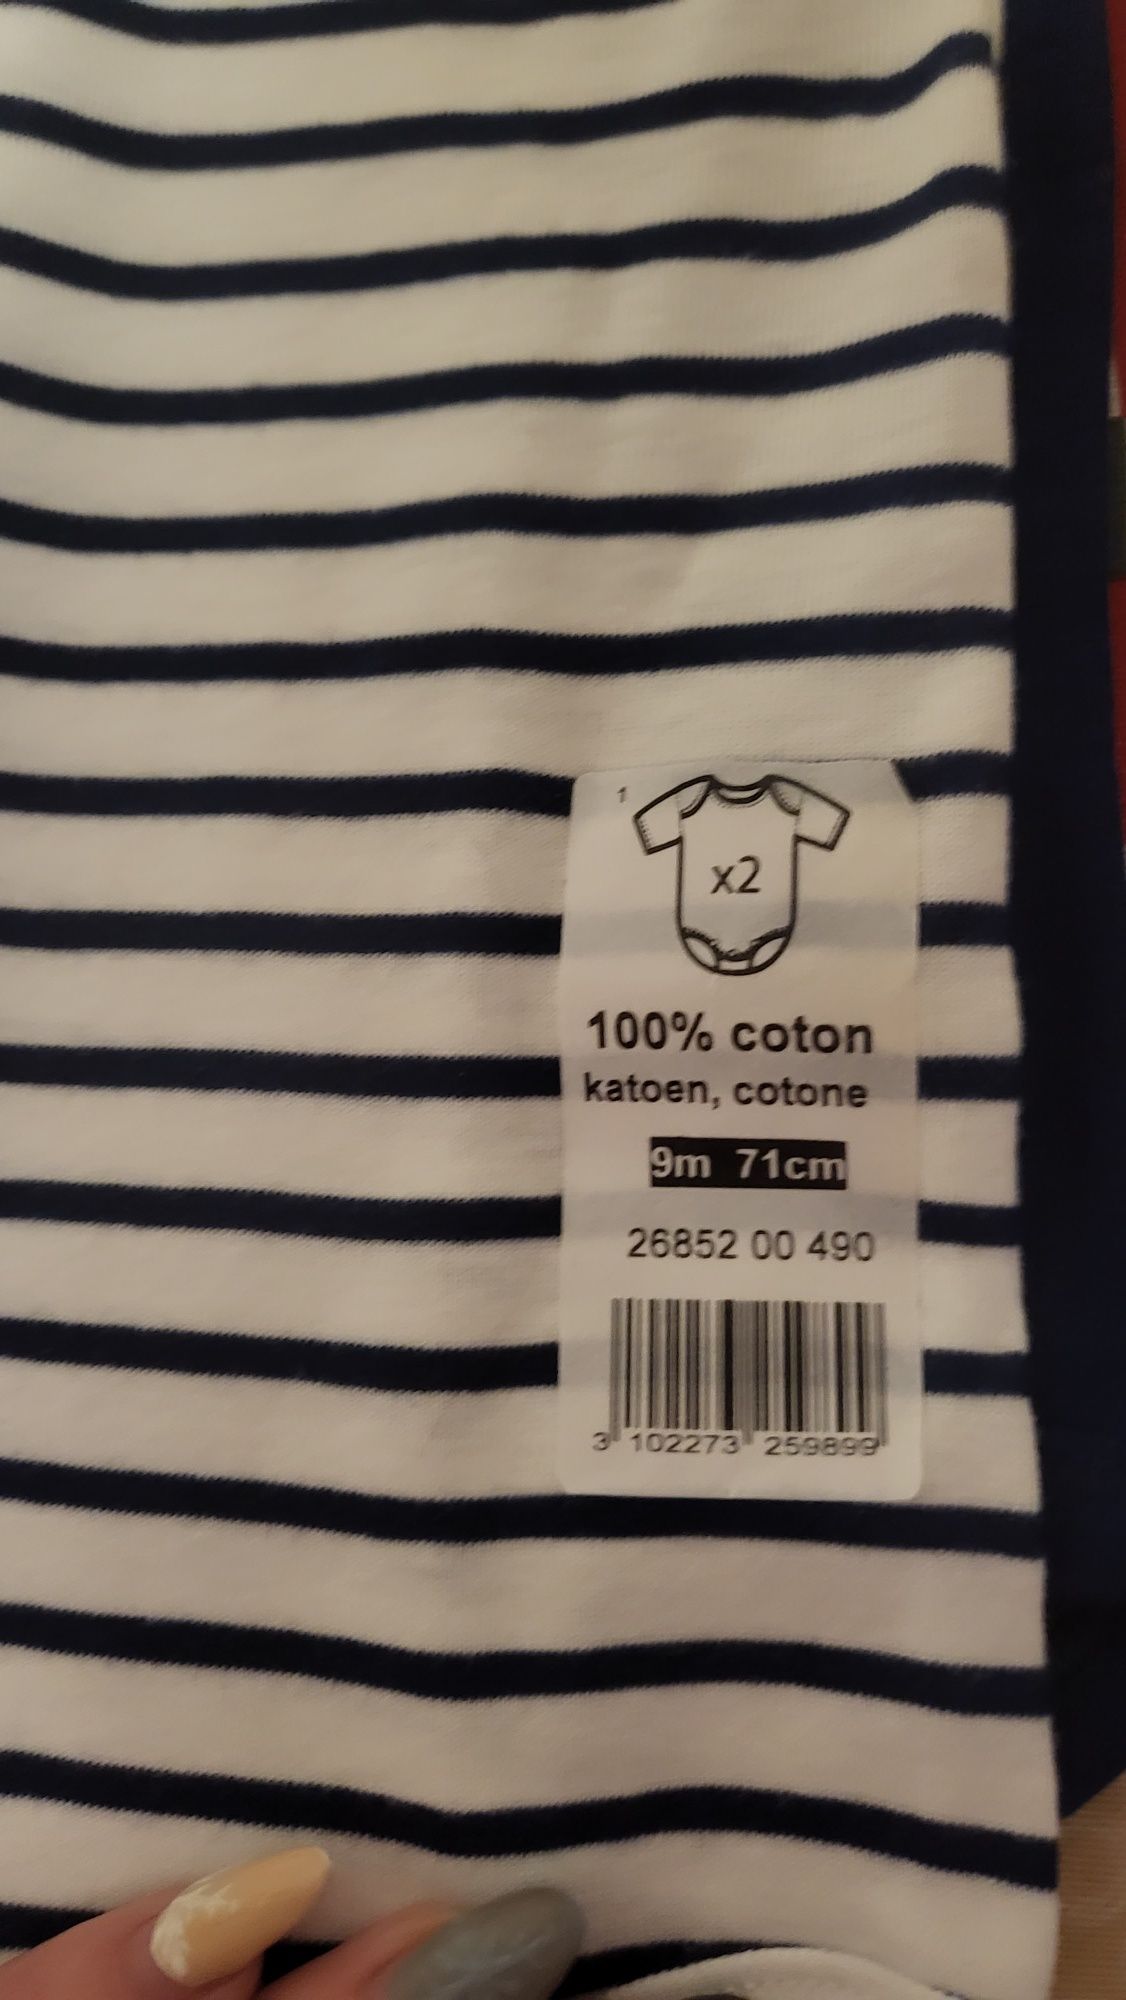 1
x2
100% coton
katoen, cotone
9m 71cm
26852 00 490
3 102273 259899